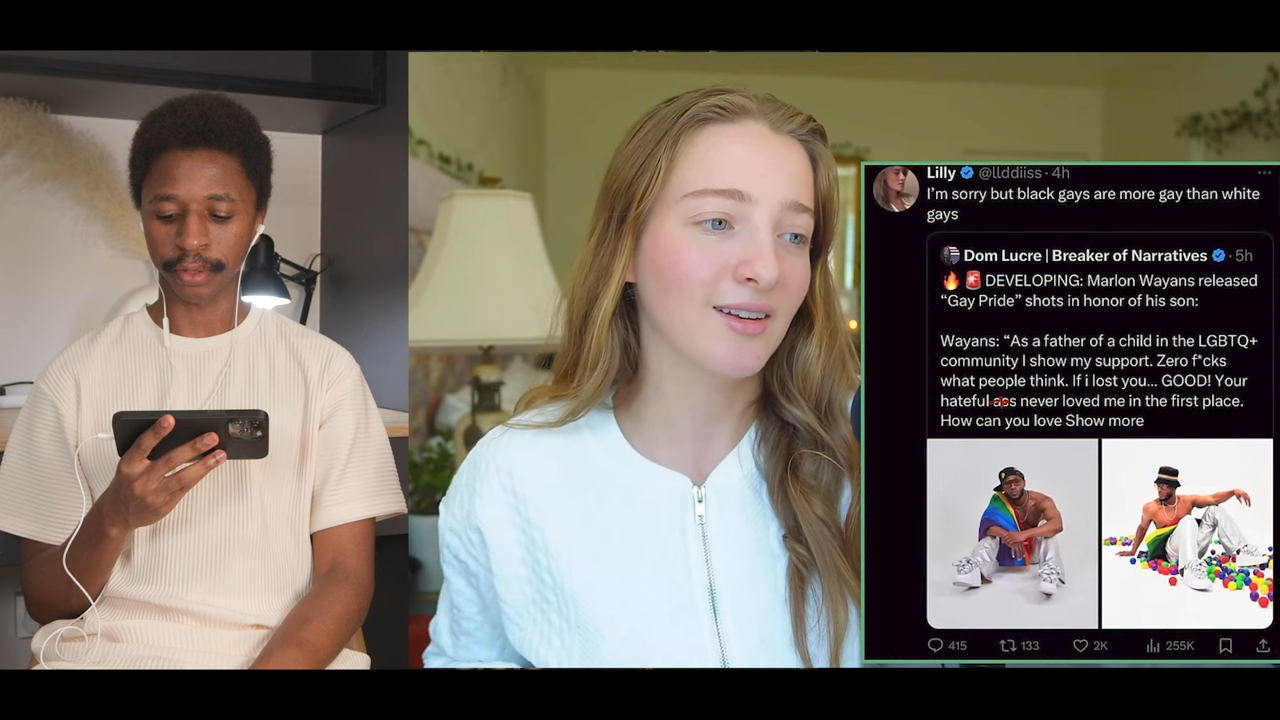 Lilly @llddiiss · 4h
I'm sorry but black gays are more gay than white
gays
Dom Lucre | Breaker of Narratives · 5h
🔥🚨 DEVELOPING: Marlon Wayans released
“Gay Pride” shots in honor of his son:
Wayans: “As a father of a child in the LGBTQ+
community I show my support. Zero f*cks
what people think. If i lost you... GOOD! Your
hateful ass never loved me in the first place.
How can you love Show more
415 133 2K 255K